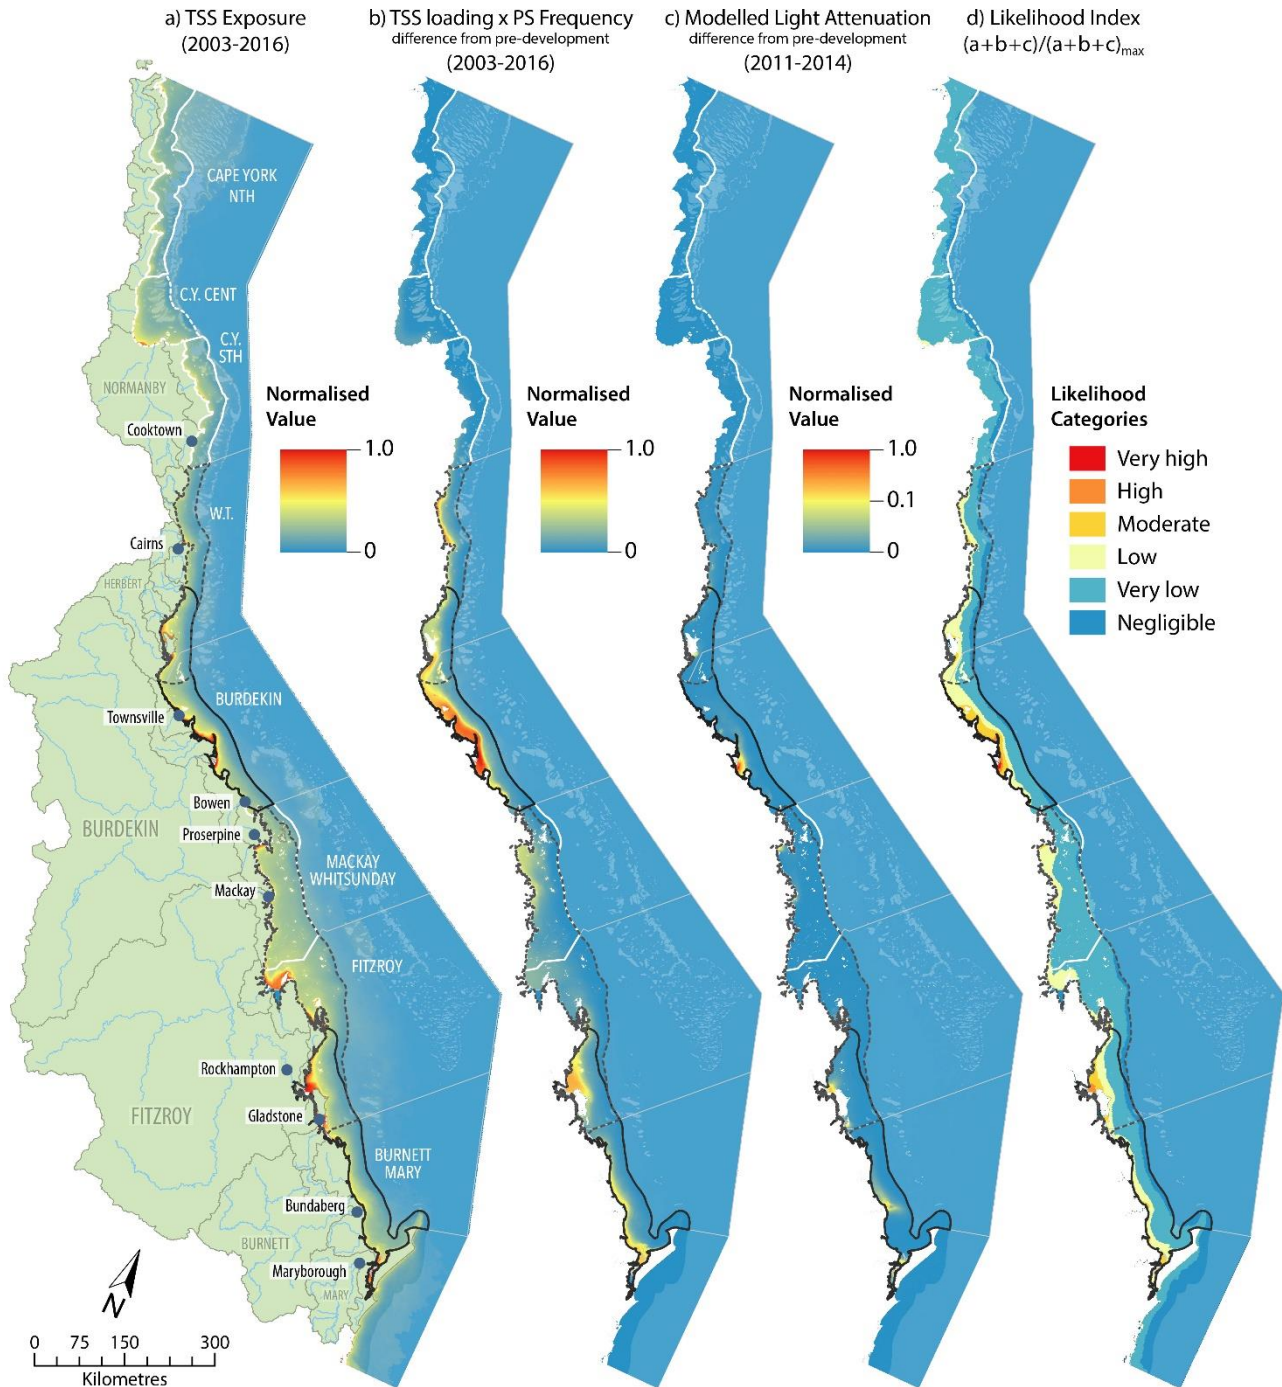 a) TSS Exposure
(2003-2016)
b) TSS loading x PS Frequency
difference from pre-development
(2003-2016)
c) Modelled Light Attenuation
difference from pre-development
(2011-2014)
d) Likelihood Index
(a+b+c)/(a+b+c)max
CAPE YORK
NTH
C.Y. CENT
C.Y.
STH
NORMANBY
Cooktown
W.T.
Cairns
HERBERT
BURDEKIN
Townsville
Bowen
BURDEKIN
Proserpine
MACKAY
WHITSUNDAY
Mackay
FITZROY
Rockhampton
FITZROY
Gladstone
BURNETT
MARY
Bundaberg
BURNETT
Maryborough
MARY
N
0 75 150 300
Kilometres
Normalised
Value
1.0
0
Normalised
Value
1.0
0
Normalised
Value
1.0
0.1
0
Likelihood
Categories
Very high
High
Moderate
Low
Very low
Negligible